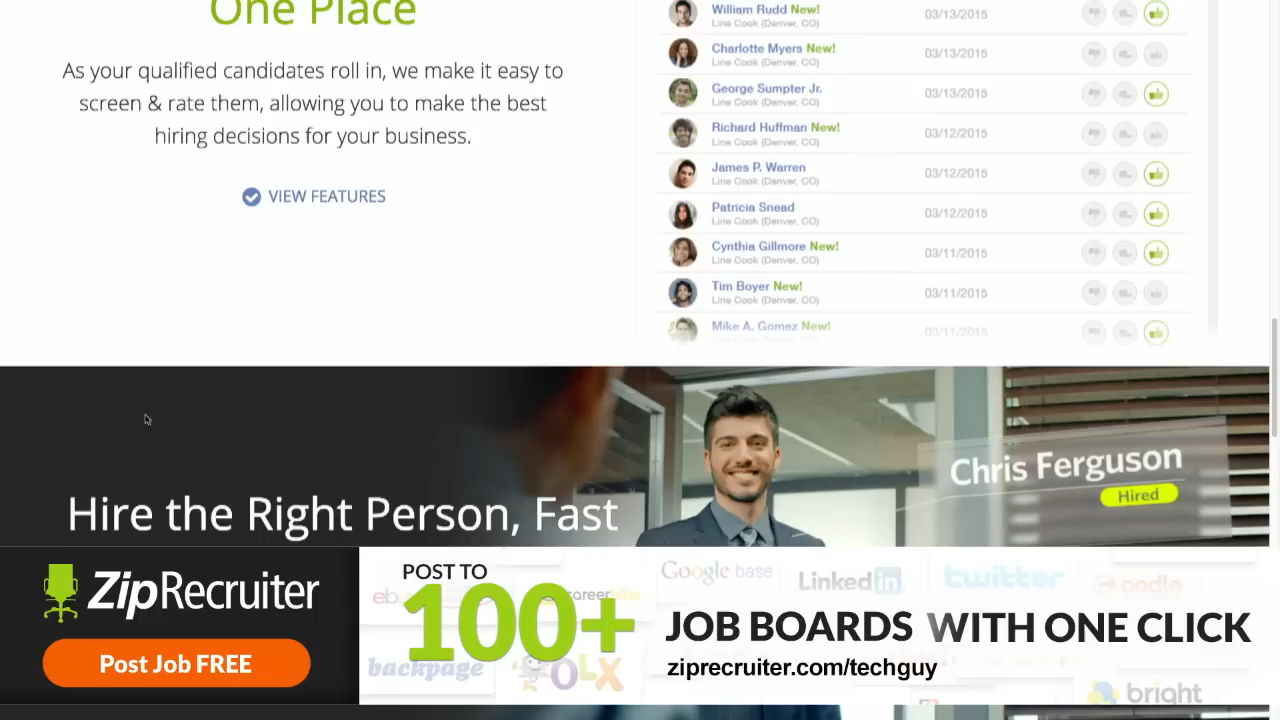 One Place
As your qualified candidates roll in, we make it easy to
screen & rate them, allowing you to make the best
hiring decisions for your business.
VIEW FEATURES
William Rudd New! 03/13/2015
Line Cook (Denver, CO)
Charlotte Myers New! 03/13/2015
Line Cook (Denver, CO)
George Sumpter Jr. 03/13/2015
Line Cook (Denver, CO)
Richard Huffman New! 03/12/2015
Line Cook (Denver, CO)
James P. Warren 03/12/2015
Line Cook (Denver, CO)
Patricia Snead 03/12/2015
Line Cook (Denver, CO)
Cynthia Gillmore New! 03/11/2015
Line Cook (Denver, CO)
Tim Boyer New! 03/11/2015
Line Cook (Denver, CO)
Mike A. Gomez New! 03/11/2015
Hire the Right Person, Fast
Chris Ferguson
Hired
ZipRecruiter
Post Job FREE
POST TO
100+
JOB BOARDS WITH ONE CLICK
ziprecruiter.com/techguy
Google base
LinkedIn
twitter
oodle
backpage
OLX
bright